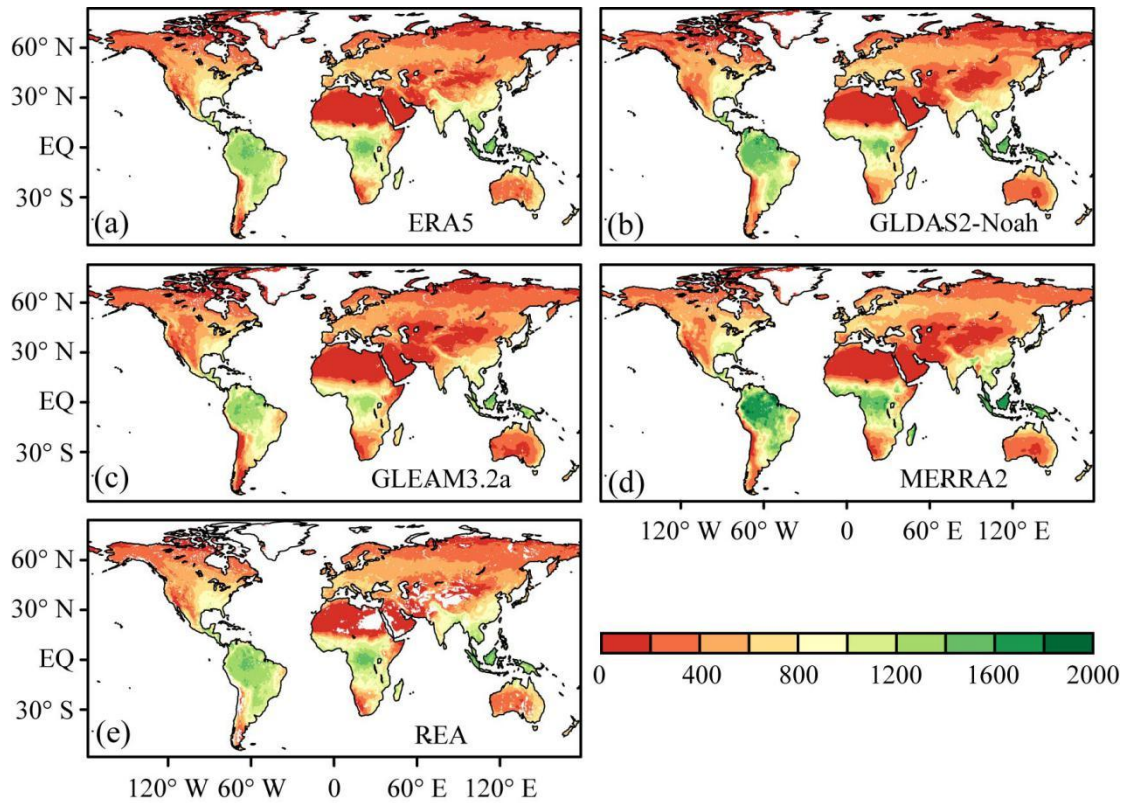 60° N
30° N
EQ
30° S
(a)
ERA5
(b)
GLDAS2-Noah
60° N
30° N
EQ
30° S
(c)
GLEAM3.2a
(d)
MERRA2
120° W 60° W 0 60° E 120° E
60° N
30° N
EQ
30° S
(e)
REA
120° W 60° W 0 60° E 120° E
0 400 800 1200 1600 2000